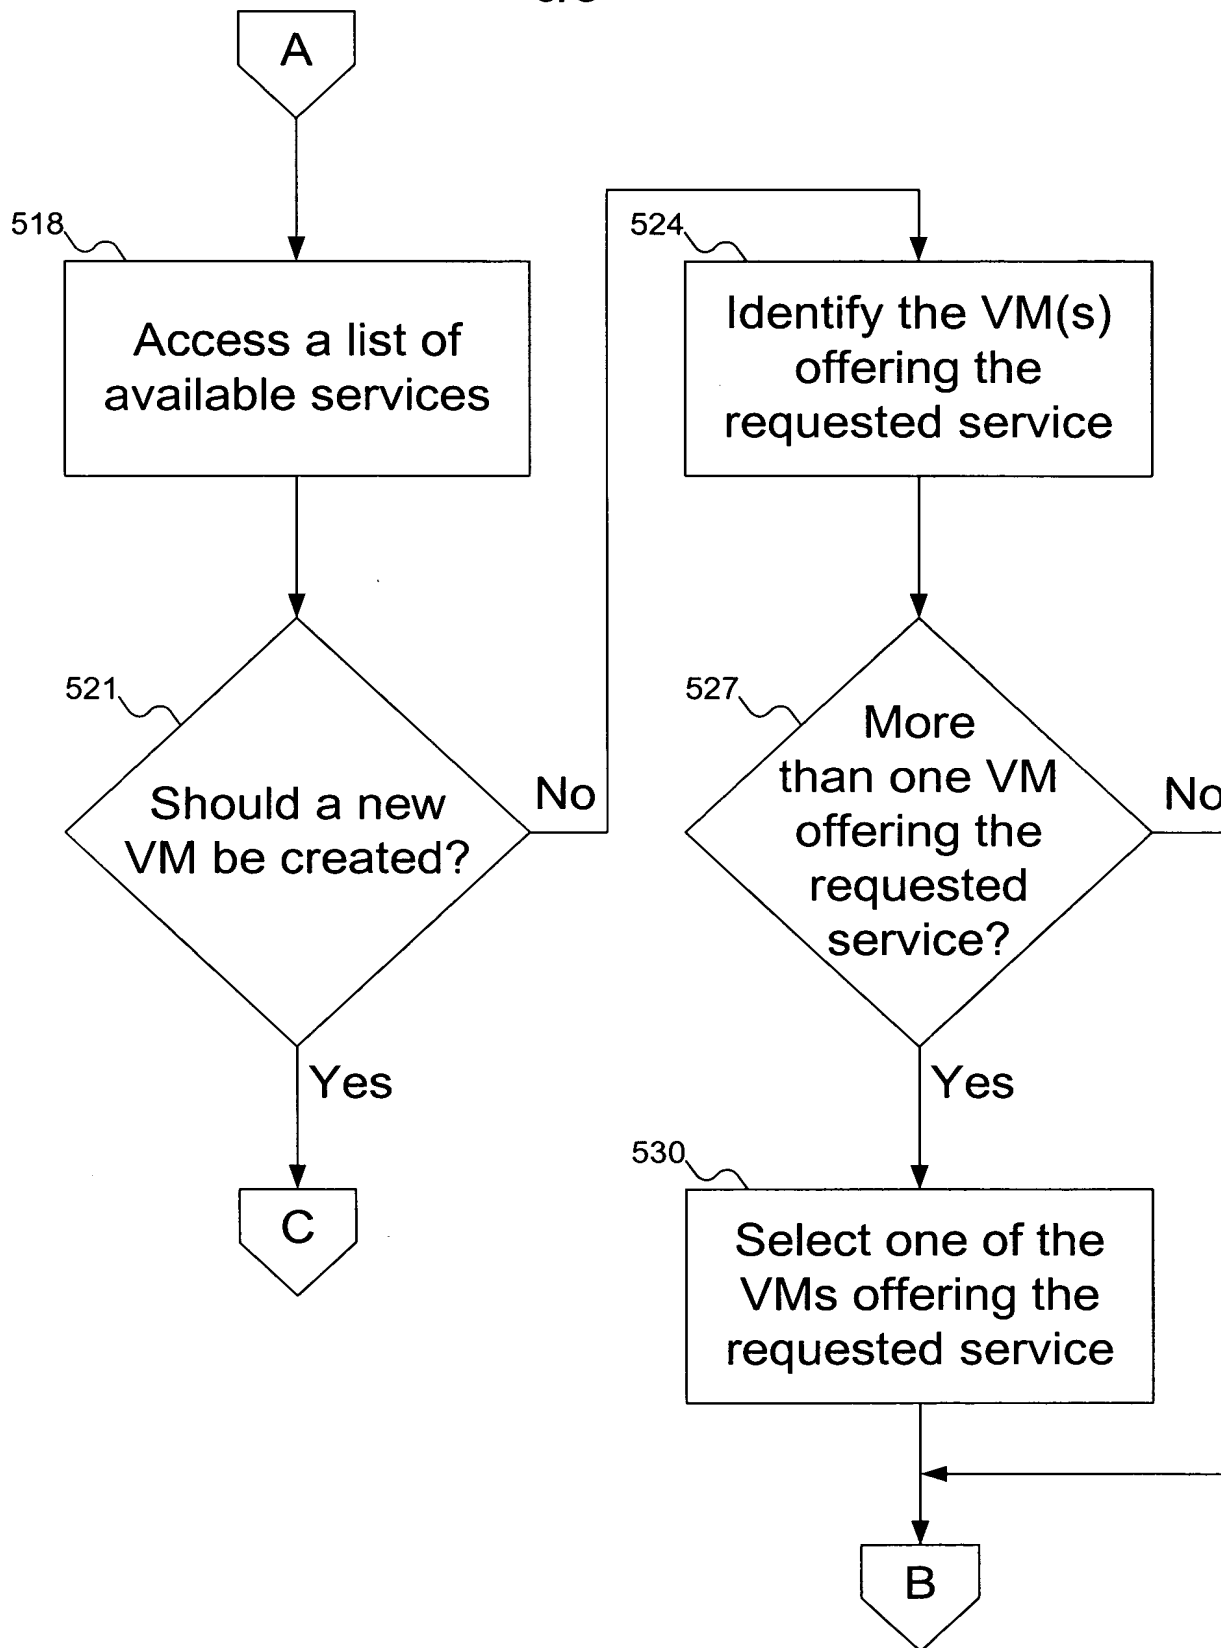 A
518
Access a list of
available services
521
Should a new
VM be created?
No
Yes
C
524
Identify the VM(s)
offering the
requested service
527
More
than one VM
offering the
requested
service?
No
Yes
530
Select one of the
VMs offering the
requested service
B